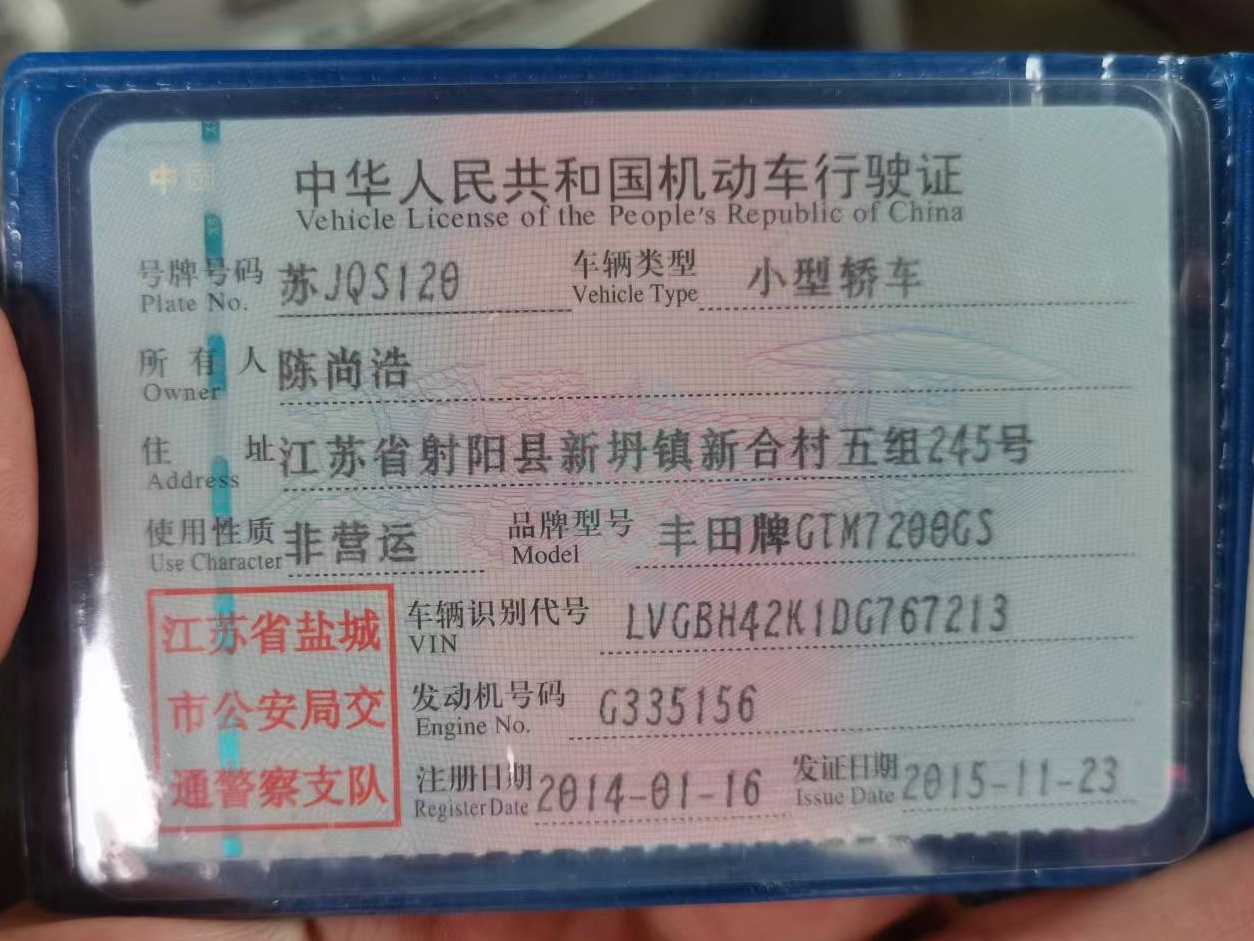 中国
中华人民共和国机动车行驶证
Vehicle License of the People's Republic of China
号牌号码 苏JQS120 车辆类型 小型轿车
Plate No. Vehicle Type
所有人 陈尚浩
Owner
住址 江苏省射阳县新坍镇新合村五组245号
Address
使用性质 非营运 品牌型号 丰田牌GTM7200GS
Use Character Model
江苏省盐城
市公安局交
通警察支队
车辆识别代号 LVGBH42K1DG767213
VIN
发动机号码 G335156
Engine No.
注册日期 2014-01-16 发证日期 2015-11-23
Register Date Issue Date